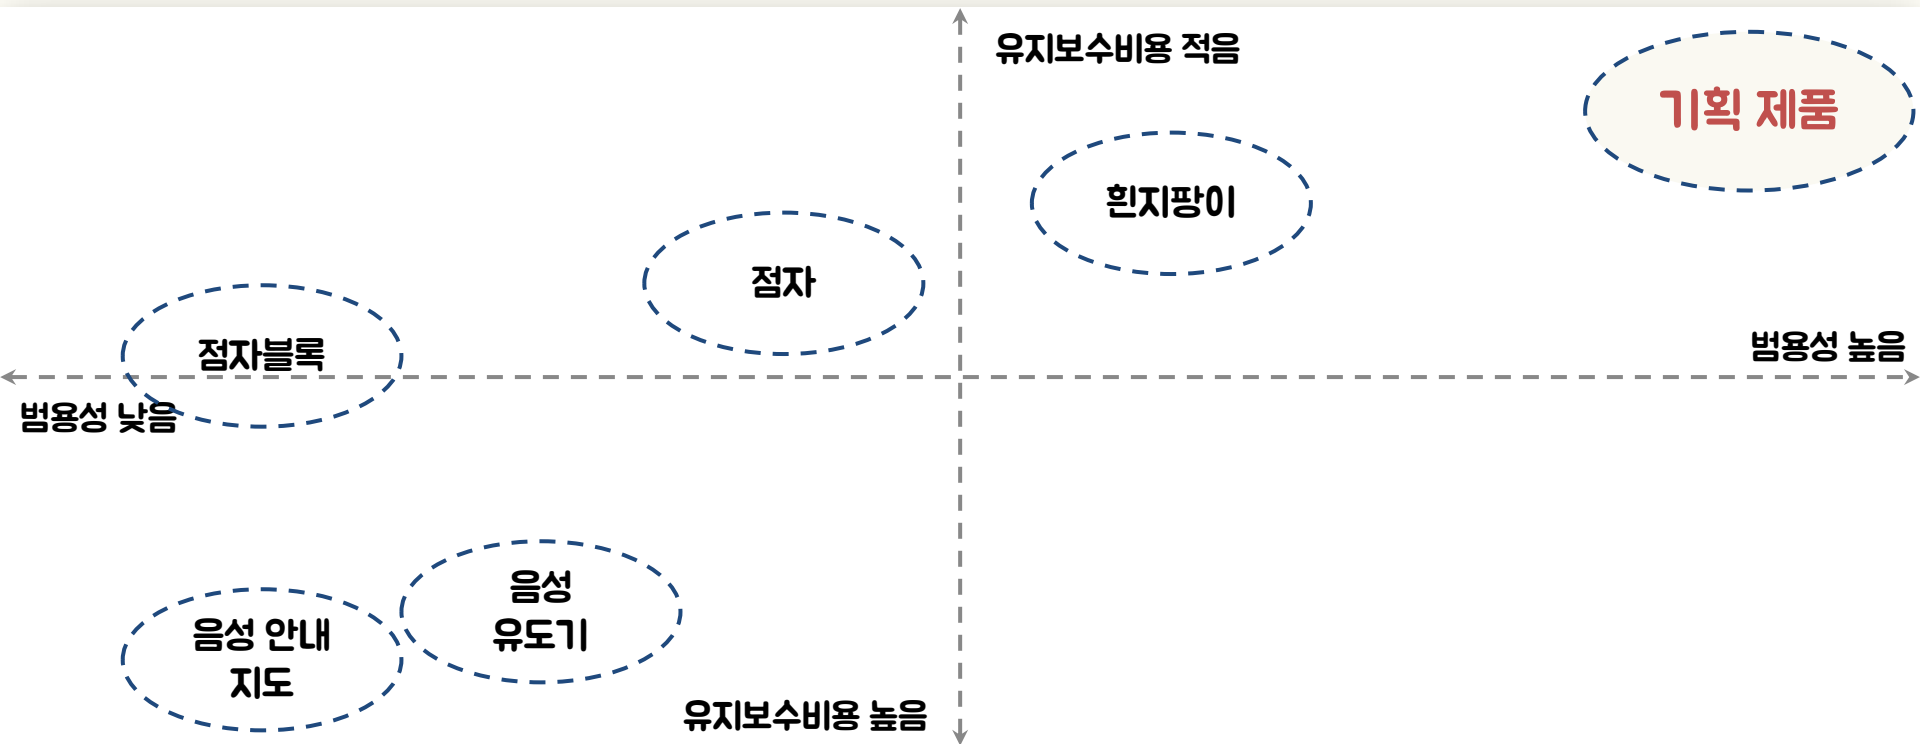 유지보수비용 적음
기획 제품
흰지팡이
점자
점자블록
범용성 높음
범용성 낮음
음성
유도기
음성 안내
지도
유지보수비용 높음